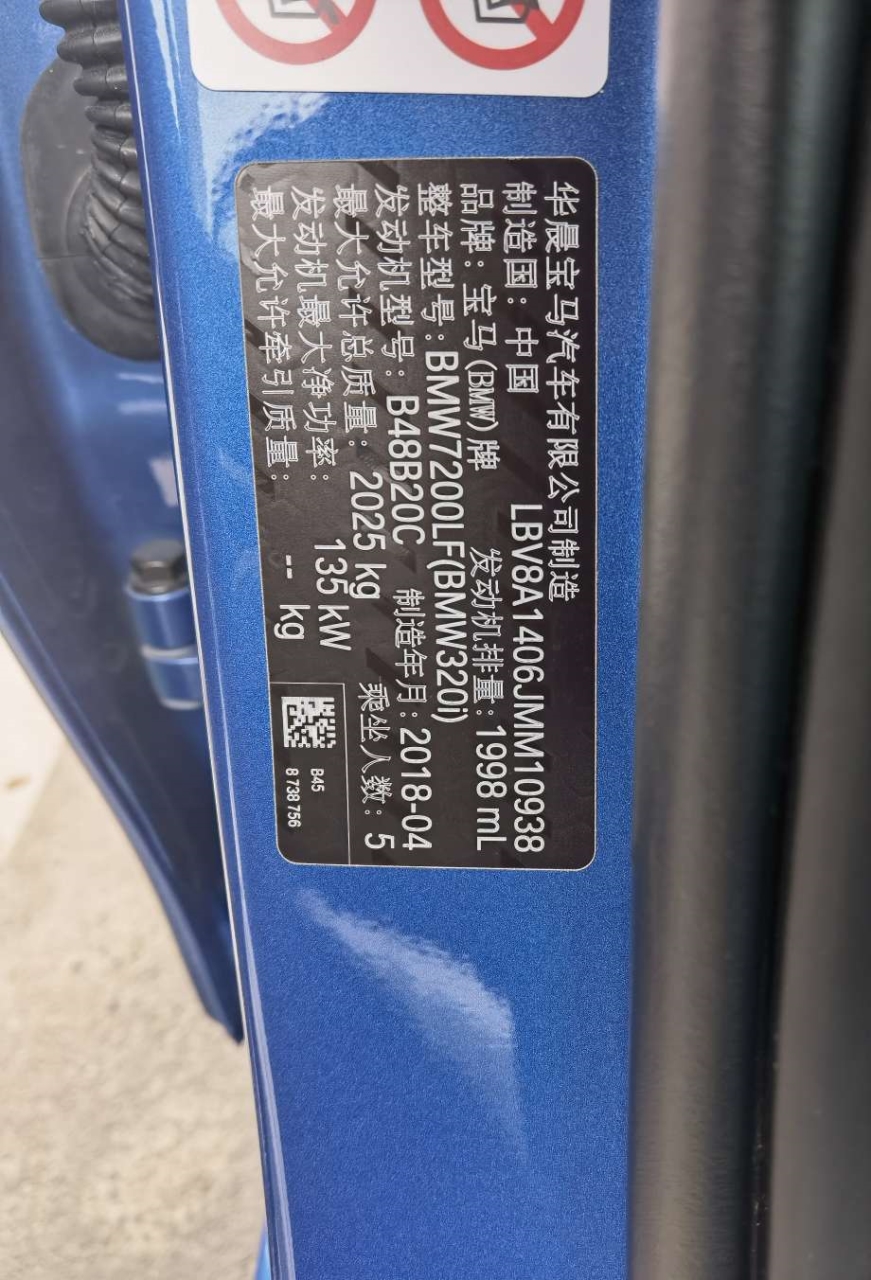 华晨宝马汽车有限公司制造
制造国：中国 LBV8A1406JMM10938
品牌：宝马(BMW)牌 发动机排量：1998 mL
整车型号：BMW7200LF(BMW320i)
发动机型号：B48B20C 制造年月：2018-04
最大允许总质量：2025 kg 乘坐人数：5
发动机最大净功率：135 kW
最大允许牵引质量：-- kg
B45
8 738 756